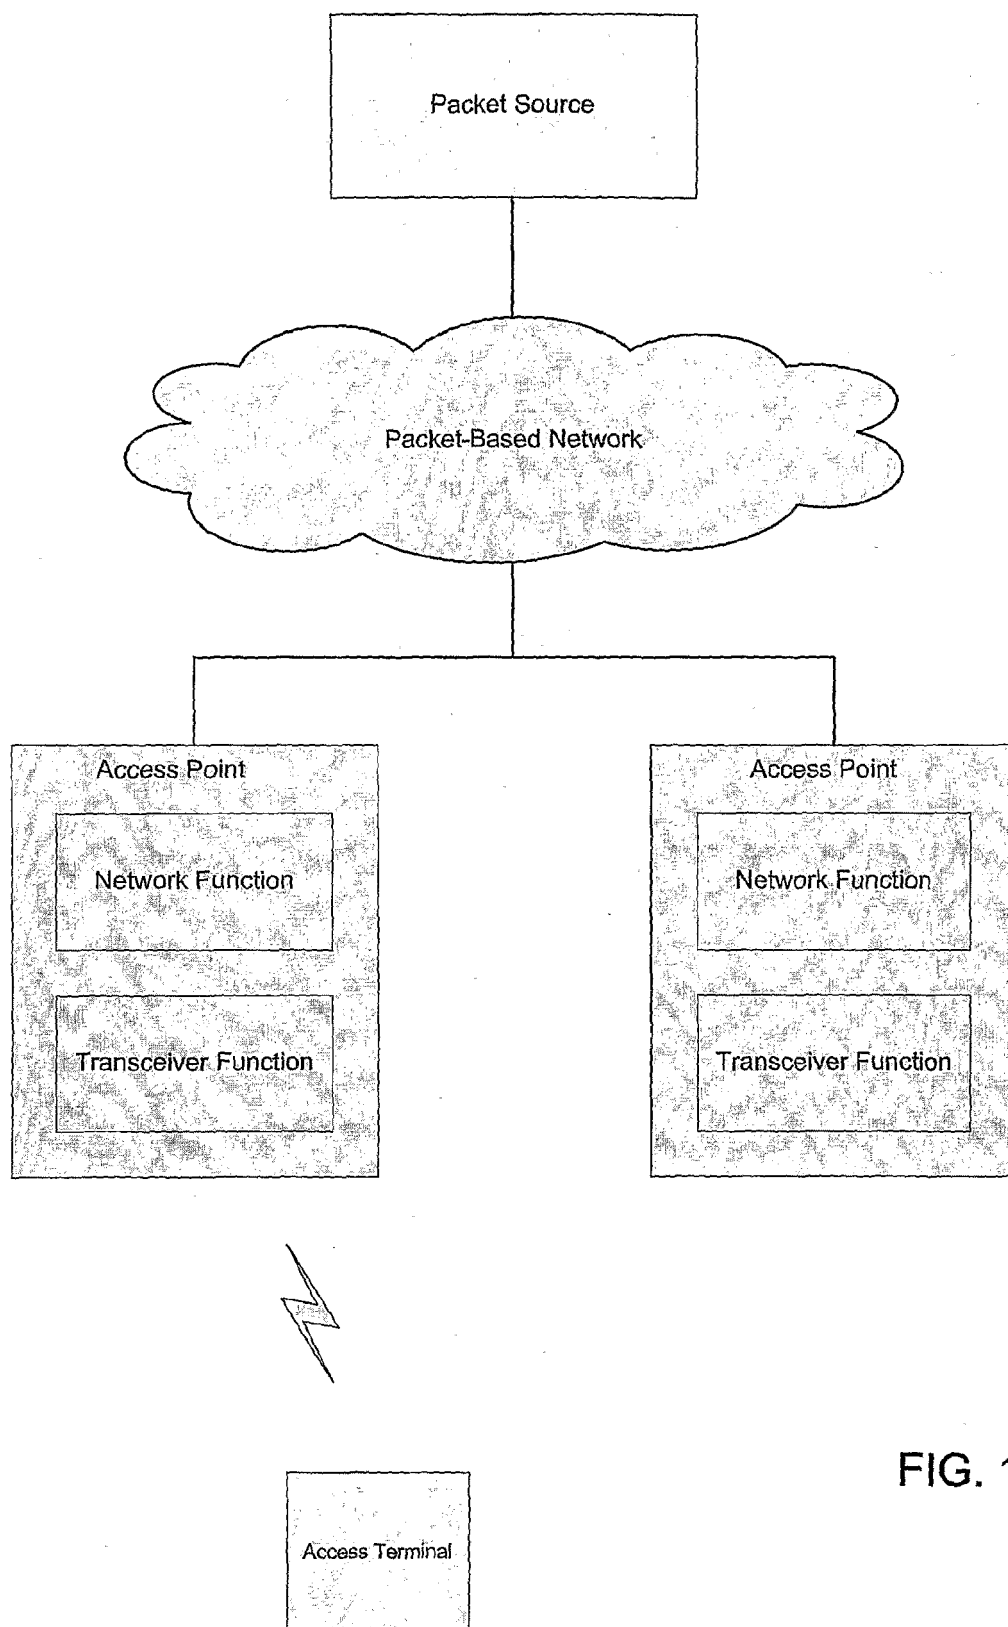 Packet Source
Packet-Based Network
Access Point
Access Point
Network Function
Network Function
Transceiver Function
Transceiver Function
FIG. 1
Access Terminal